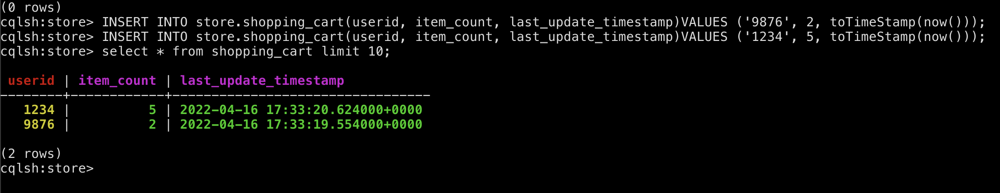 (0 rows)
cqlsh:store> INSERT INTO store.shopping_cart(userid, item_count, last_update_timestamp)VALUES ('9876', 2, toTimeStamp(now()));
cqlsh:store> INSERT INTO store.shopping_cart(userid, item_count, last_update_timestamp)VALUES ('1234', 5, toTimeStamp(now()));
cqlsh:store> select * from shopping_cart limit 10;
 userid | item_count | last_update_timestamp
--------+------------+---------------------------------
   1234 |          5 | 2022-04-16 17:33:20.624000+0000
   9876 |          2 | 2022-04-16 17:33:19.554000+0000
(2 rows)
cqlsh:store>